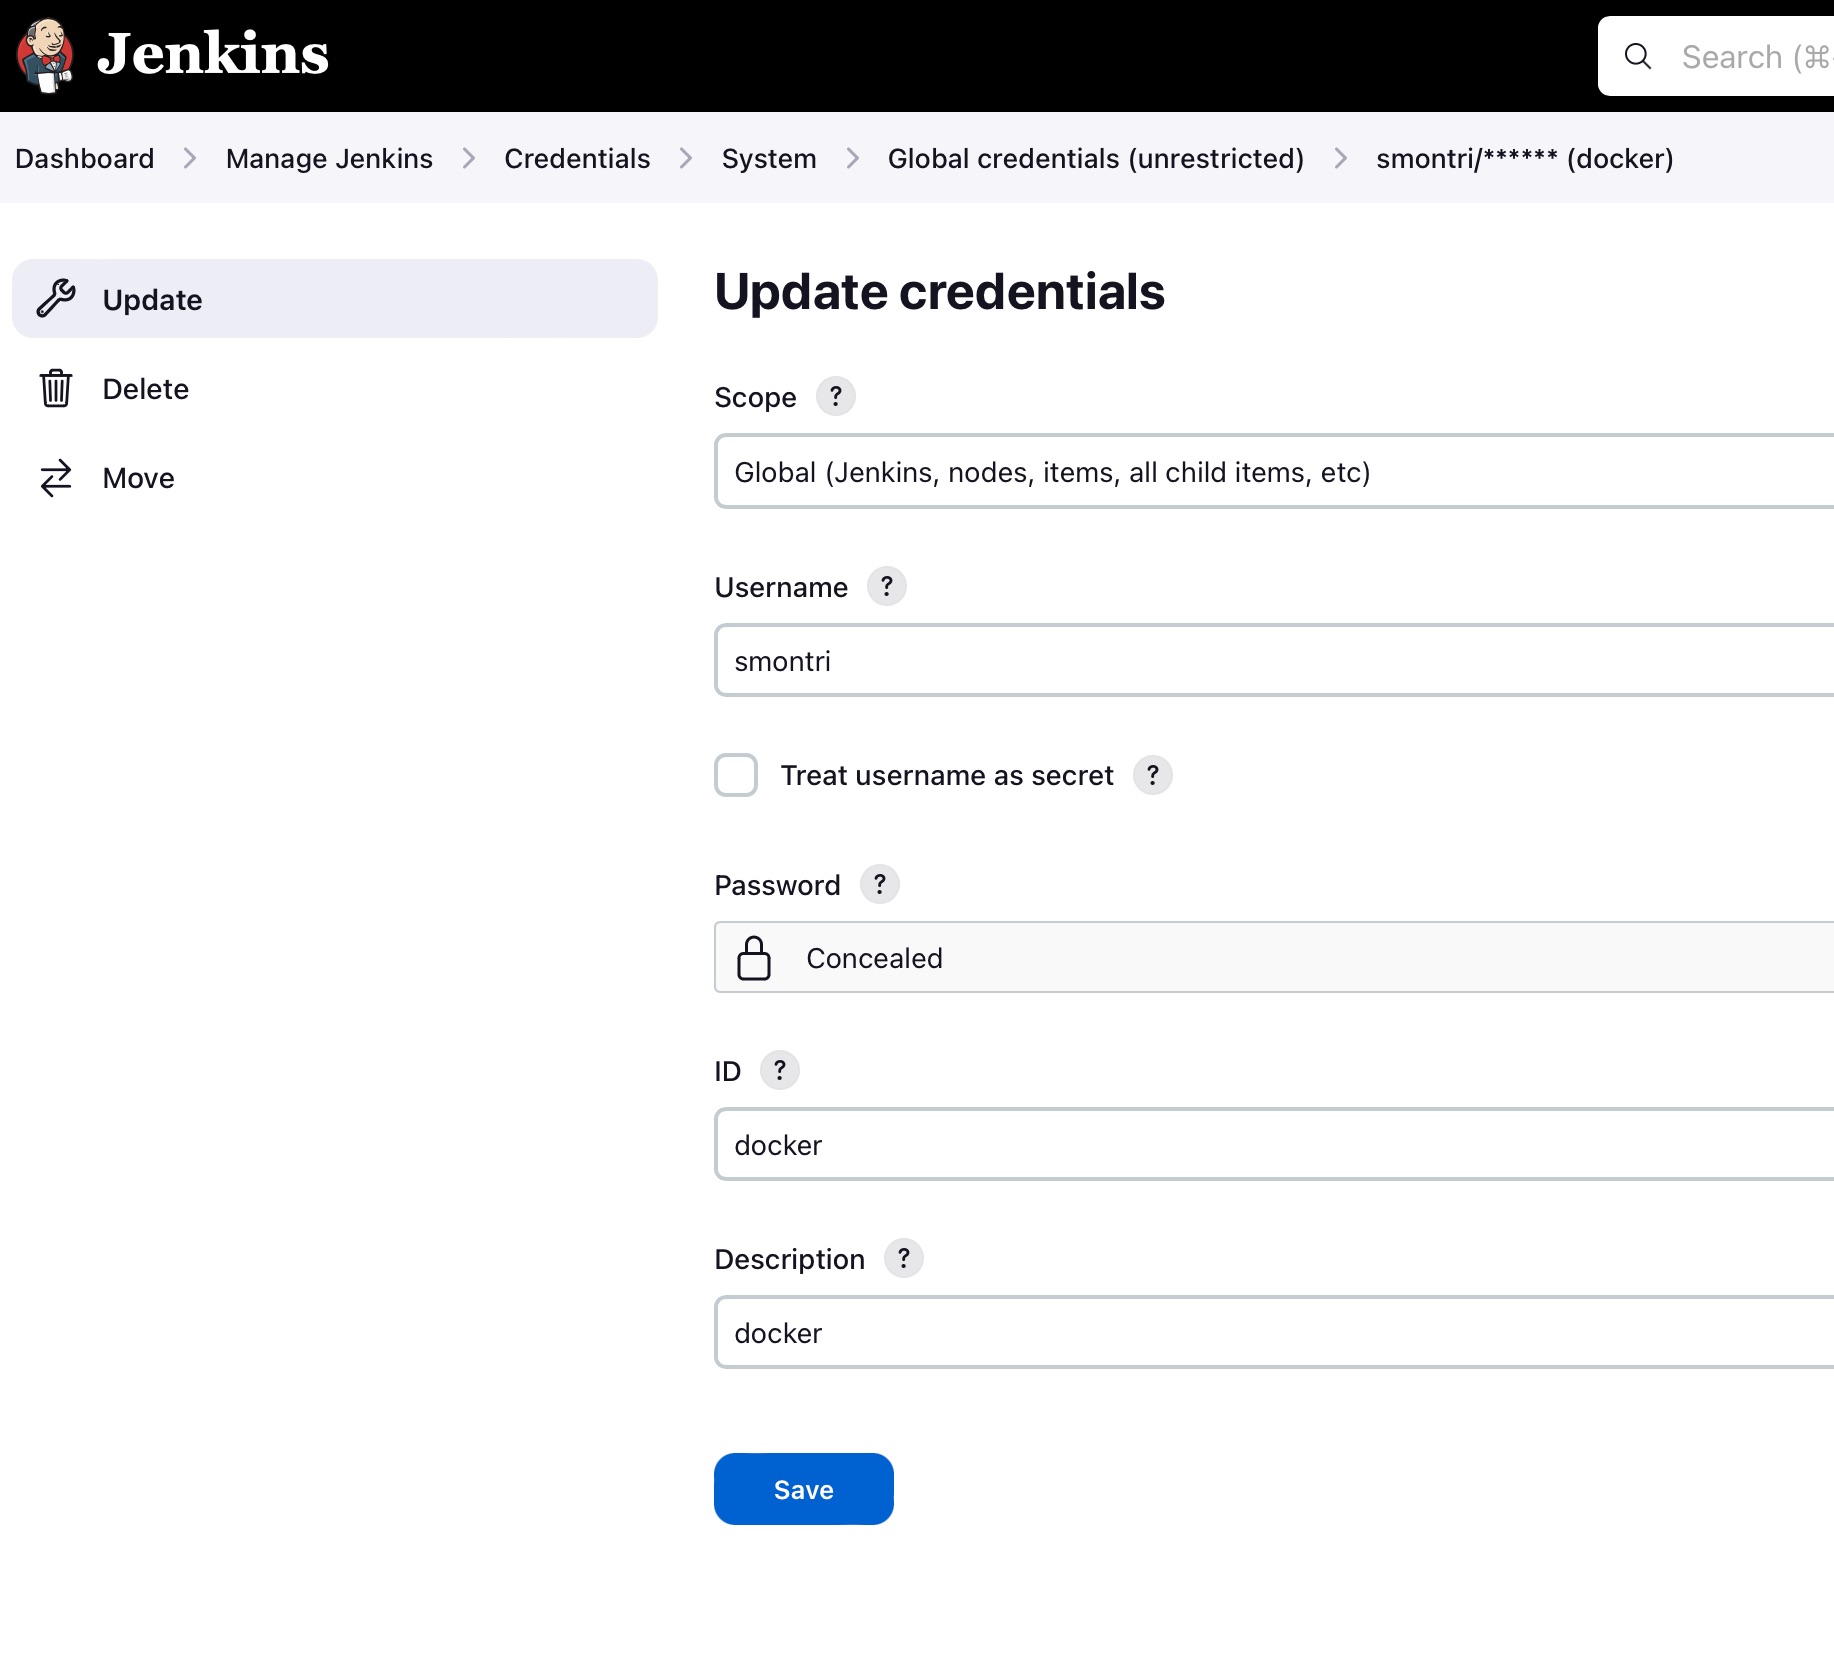 Jenkins
Search (⌘
Dashboard > Manage Jenkins > Credentials > System > Global credentials (unrestricted) > smontri/****** (docker)
Update
Delete
Move
Update credentials
Scope ?
Global (Jenkins, nodes, items, all child items, etc)
Username ?
smontri
Treat username as secret ?
Password ?
Concealed
ID ?
docker
Description ?
docker
Save